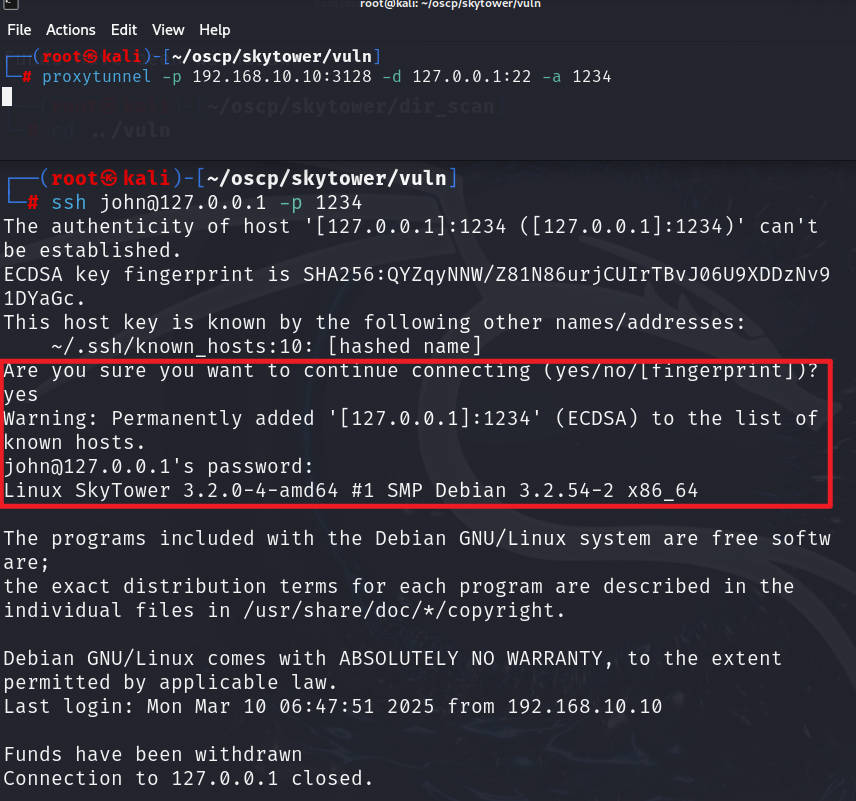 root@kali: ~/oscp/skytower/vuln
File Actions Edit View Help
┌──(root㉿kali)-[~/oscp/skytower/vuln]
└─# proxytunnel -p 192.168.10.10:3128 -d 127.0.0.1:22 -a 1234
~/oscp/skytower/dir_scan
cd ../vuln
┌──(root㉿kali)-[~/oscp/skytower/vuln]
└─# ssh john@127.0.0.1 -p 1234
The authenticity of host '[127.0.0.1]:1234 ([127.0.0.1]:1234)' can't
be established.
ECDSA key fingerprint is SHA256:QYZqyNNW/Z81N86urjCUIrTBvJ06U9XDDzNv9
1DYaGc.
This host key is known by the following other names/addresses:
~/.ssh/known_hosts:10: [hashed name]
Are you sure you want to continue connecting (yes/no/[fingerprint])?
yes
Warning: Permanently added '[127.0.0.1]:1234' (ECDSA) to the list of
known hosts.
john@127.0.0.1's password:
Linux SkyTower 3.2.0-4-amd64 #1 SMP Debian 3.2.54-2 x86_64
The programs included with the Debian GNU/Linux system are free softw
are;
the exact distribution terms for each program are described in the
individual files in /usr/share/doc/*/copyright.
Debian GNU/Linux comes with ABSOLUTELY NO WARRANTY, to the extent
permitted by applicable law.
Last login: Mon Mar 10 06:47:51 2025 from 192.168.10.10
Funds have been withdrawn
Connection to 127.0.0.1 closed.